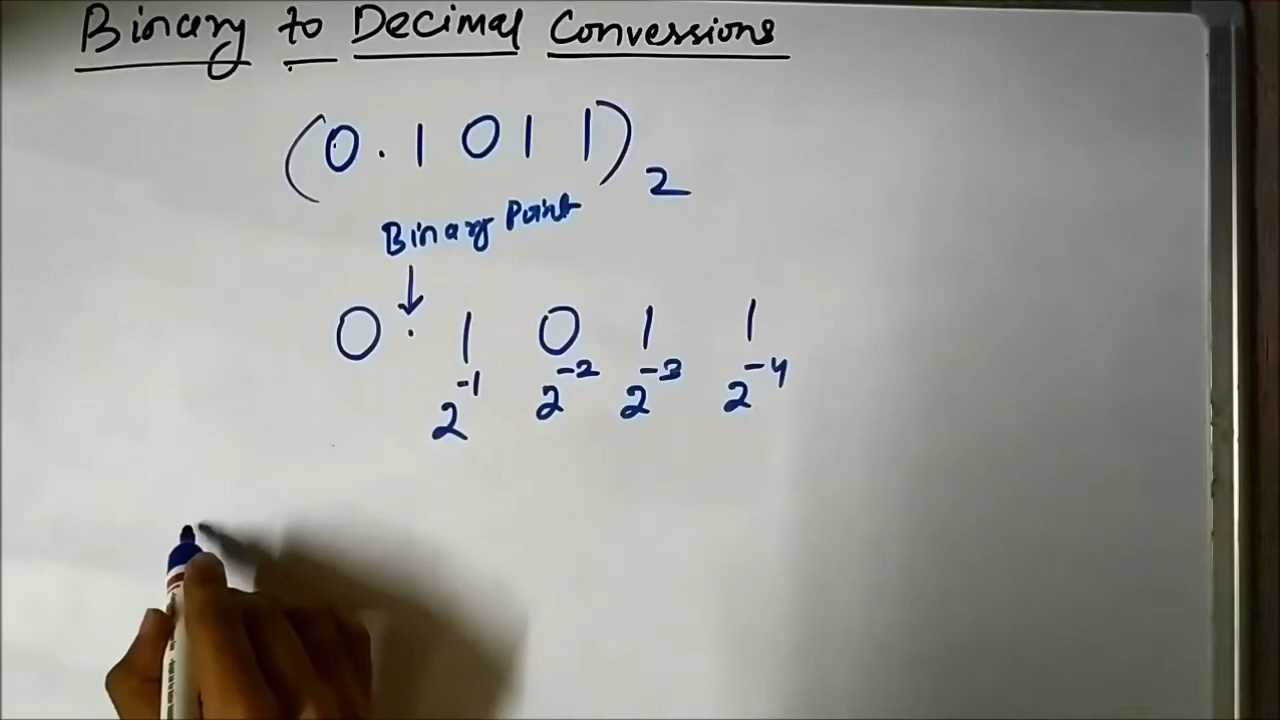 Binary to Decimal Conversions
(0.1011)₂
Binary Point
↓
0 . 1 0 1 1
2⁻¹ 2⁻² 2⁻³ 2⁻⁴